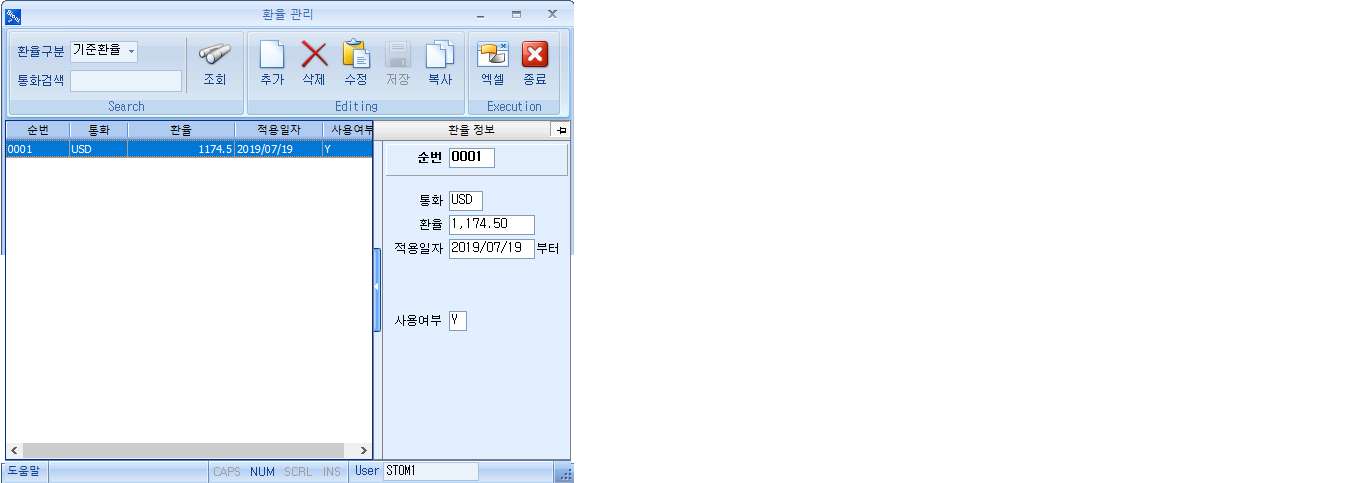 환율 관리
환율구분 기준환율
통화검색
조회 추가 삭제 수정 저장 복사 엑셀 종료
Search Editing Execution
순번 통화 환율 적용일자 사용여부
0001 USD 1174.5 2019/07/19 Y
환율 정보
순번 0001
통화 USD
환율 1,174.50
적용일자 2019/07/19 부터
사용여부 Y
도움말 CAPS NUM SCRL INS User STOM1